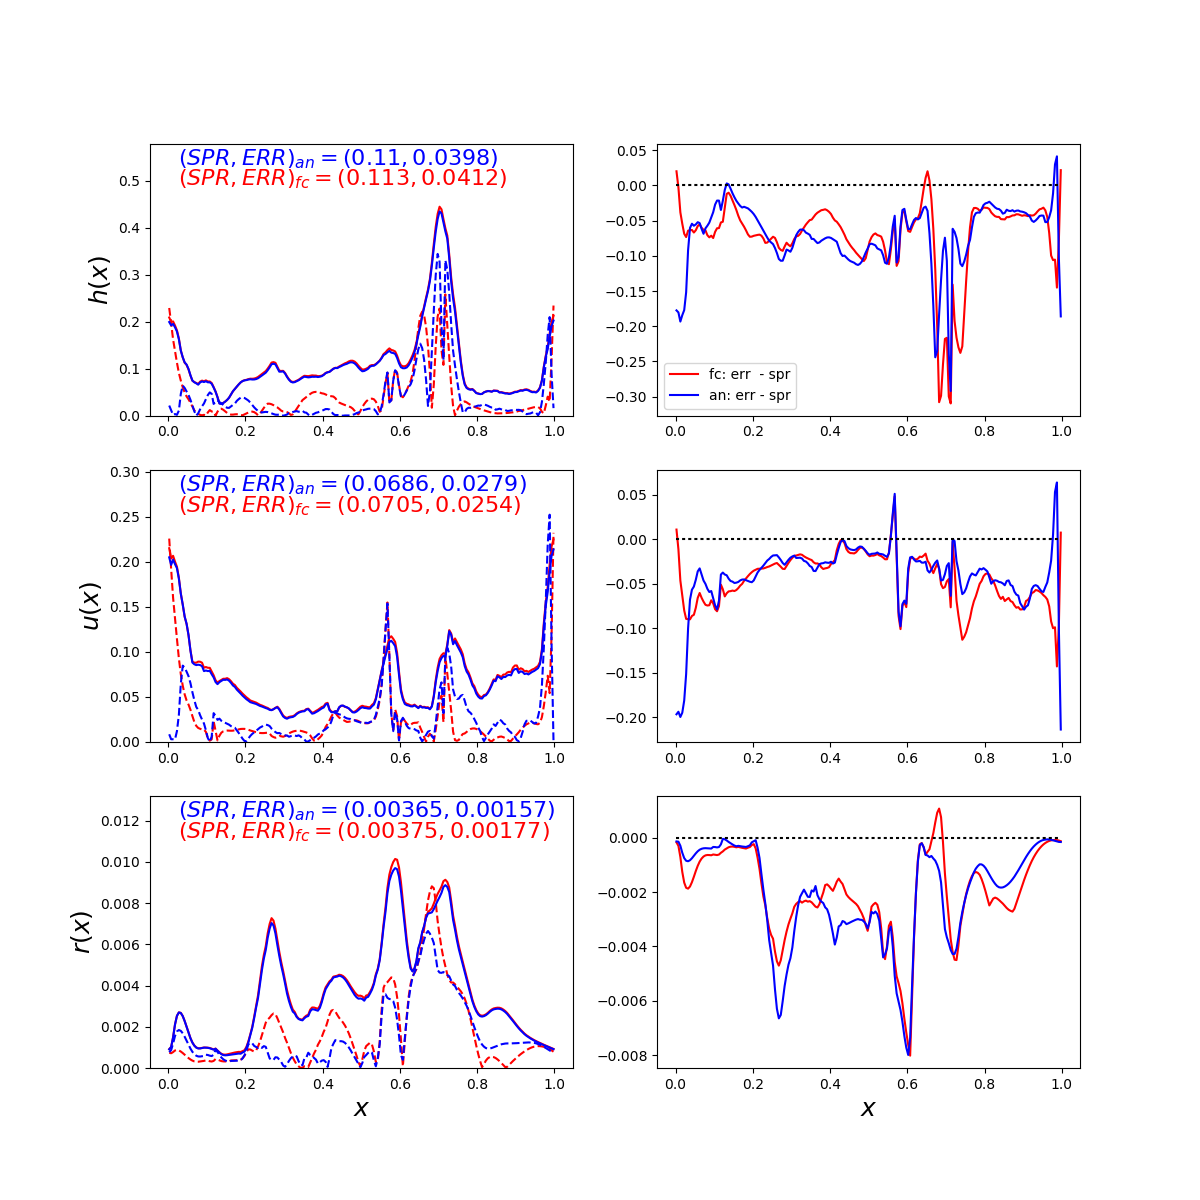 (SPR, ERR)an = (0.11, 0.0398)
(SPR, ERR)fc = (0.113, 0.0412)
h(x)
0.5
0.4
0.3
0.2
0.1
0.0
0.0 0.2 0.4 0.6 0.8 1.0
0.05
0.00
−0.05
−0.10
−0.15
−0.20
−0.25
−0.30
fc: err - spr
an: err - spr
0.0 0.2 0.4 0.6 0.8 1.0
(SPR, ERR)an = (0.0686, 0.0279)
(SPR, ERR)fc = (0.0705, 0.0254)
u(x)
0.30
0.25
0.20
0.15
0.10
0.05
0.00
0.0 0.2 0.4 0.6 0.8 1.0
0.05
0.00
−0.05
−0.10
−0.15
−0.20
0.0 0.2 0.4 0.6 0.8 1.0
(SPR, ERR)an = (0.00365, 0.00157)
(SPR, ERR)fc = (0.00375, 0.00177)
r(x)
0.012
0.010
0.008
0.006
0.004
0.002
0.000
0.0 0.2 0.4 0.6 0.8 1.0
x
0.000
−0.002
−0.004
−0.006
−0.008
0.0 0.2 0.4 0.6 0.8 1.0
x